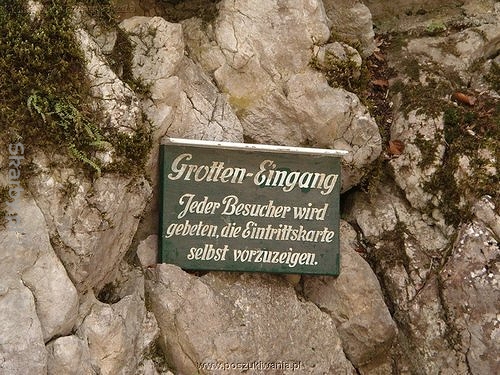 Grotten-Eingang
Jeder Besucher wird
gebeten, die Eintrittskarte
selbst vorzuzeigen.
www.poszukiwania.pl